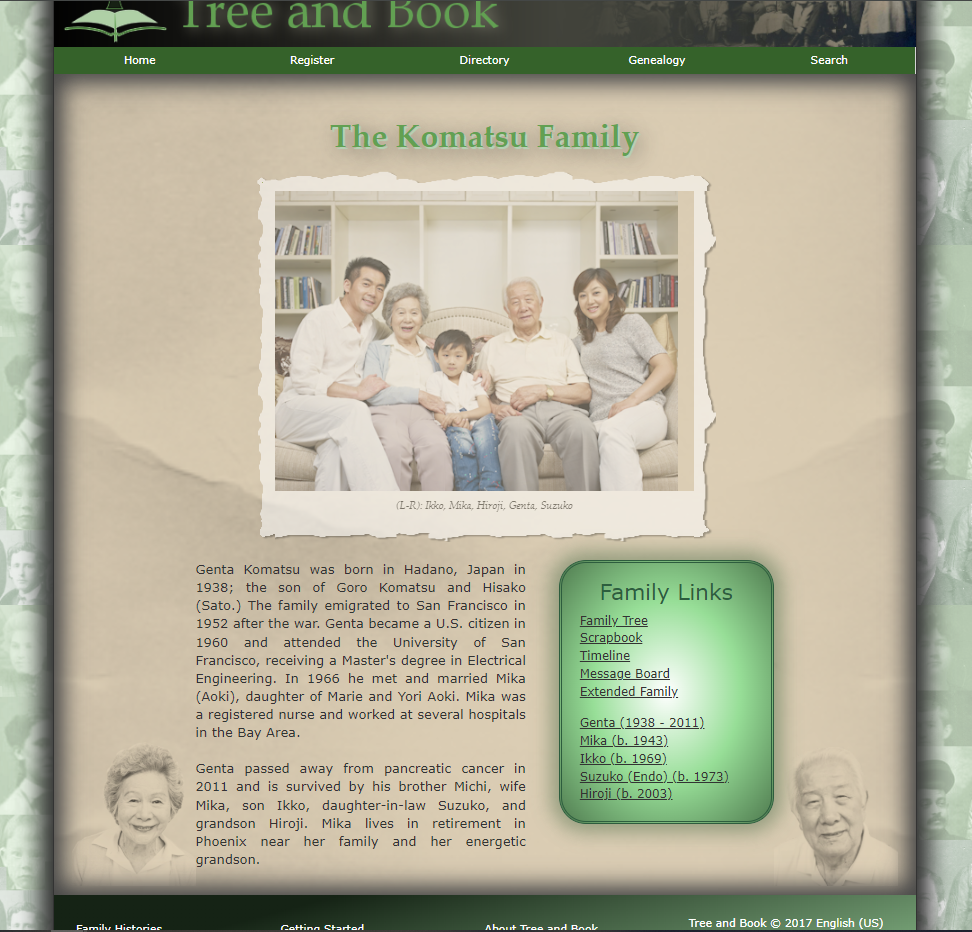 Tree and Book
Home
Register
Directory
Genealogy
Search
The Komatsu Family
(L-R): Ikko, Mika, Hiroji, Genta, Suzuko
Genta Komatsu was born in Hadano, Japan in
1938; the son of Goro Komatsu and Hisako
(Sato.) The family emigrated to San Francisco in
1952 after the war. Genta became a U.S. citizen in
1960 and attended the University of San
Francisco, receiving a Master's degree in Electrical
Engineering. In 1966 he met and married Mika
(Aoki), daughter of Marie and Yori Aoki. Mika was
a registered nurse and worked at several hospitals
in the Bay Area.
Genta passed away from pancreatic cancer in
2011 and is survived by his brother Michi, wife
Mika, son Ikko, daughter-in-law Suzuko, and
grandson Hiroji. Mika lives in retirement in
Phoenix near her family and her energetic
grandson.
Family Links
Family Tree
Scrapbook
Timeline
Message Board
Extended Family
Genta (1938 - 2011)
Mika (b. 1943)
Ikko (b. 1969)
Suzuko (Endo) (b. 1973)
Hiroji (b. 2003)
Family Histories
Getting Started
About Tree and Book
Tree and Book © 2017 English (US)